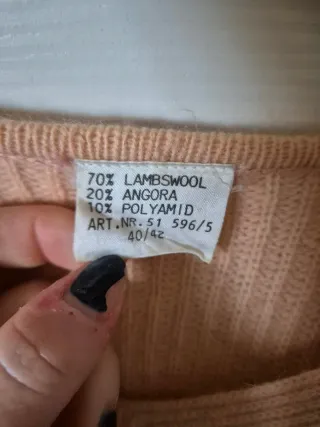 70% LAMBSWOOL
20% ANGORA
10% POLYAMID
ART.NR.51 596/5
40/42